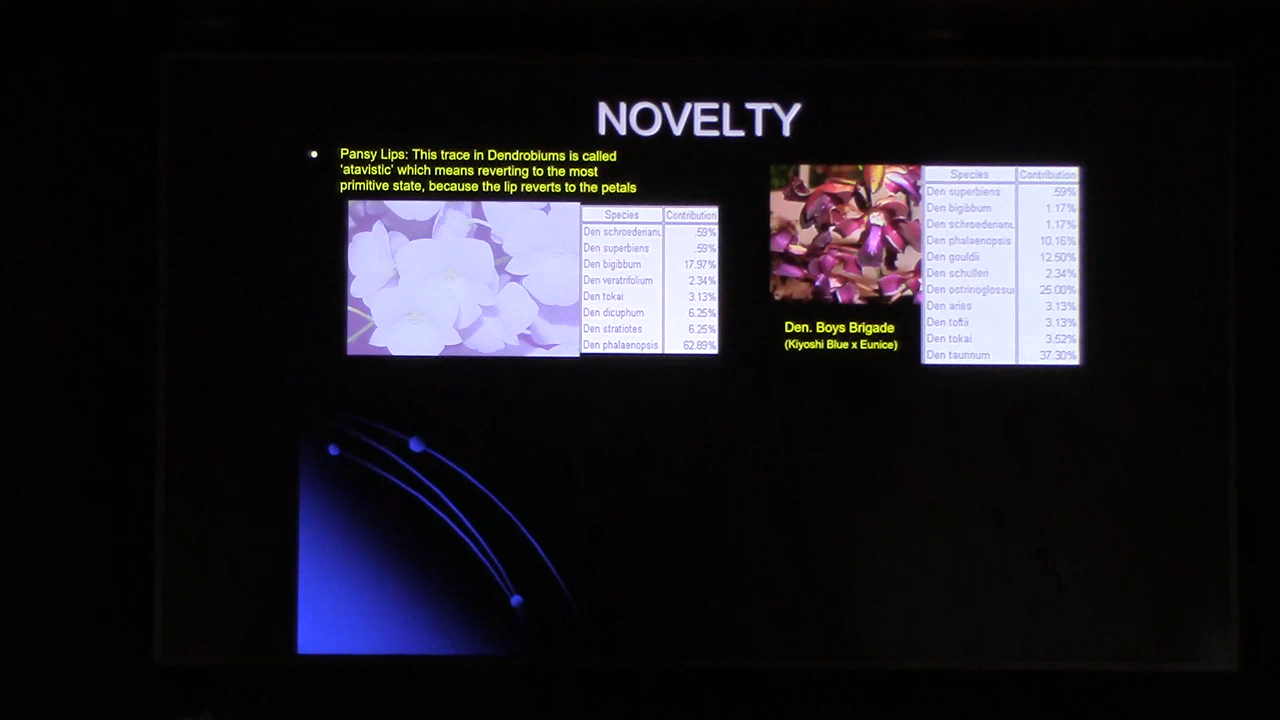 NOVELTY
Pansy Lips: This trace in Dendrobiums is called
'atavistic' which means reverting to the most
primitive state, because the lip reverts to the petals
Species Contribution
Den schroederianu .59%
Den superbiens .59%
Den bigibbum 17.97%
Den veratrifolium 2.34%
Den tokai 3.13%
Den dicuphum 6.25%
Den stratiotes 6.25%
Den phalaenopsis 62.89%
Species Contribution
Den superbiens .59%
Den bigibbum 1.17%
Den schroederianu 1.17%
Den phalaenopsis 10.16%
Den gouldii 12.50%
Den schulleri 2.34%
Den ostrinoglossu 25.00%
Den aries 3.13%
Den toftii 3.13%
Den tokai 3.52%
Den taurinum 37.30%
Den. Boys Brigade
(Kiyoshi Blue x Eunice)